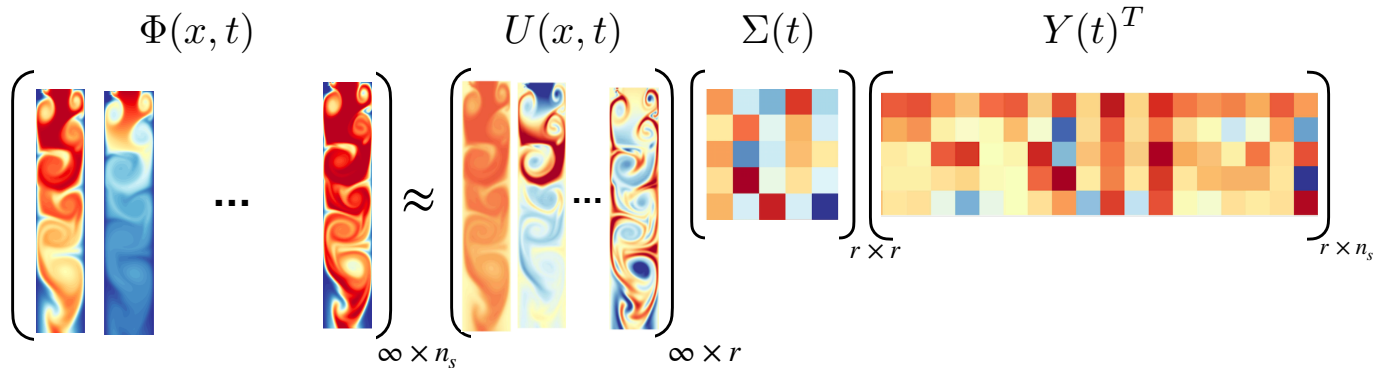 Φ(x, t) U(x, t) Σ(t) Y(t)^T
... ≈ ...
r × r r × n_s
∞ × n_s ∞ × r